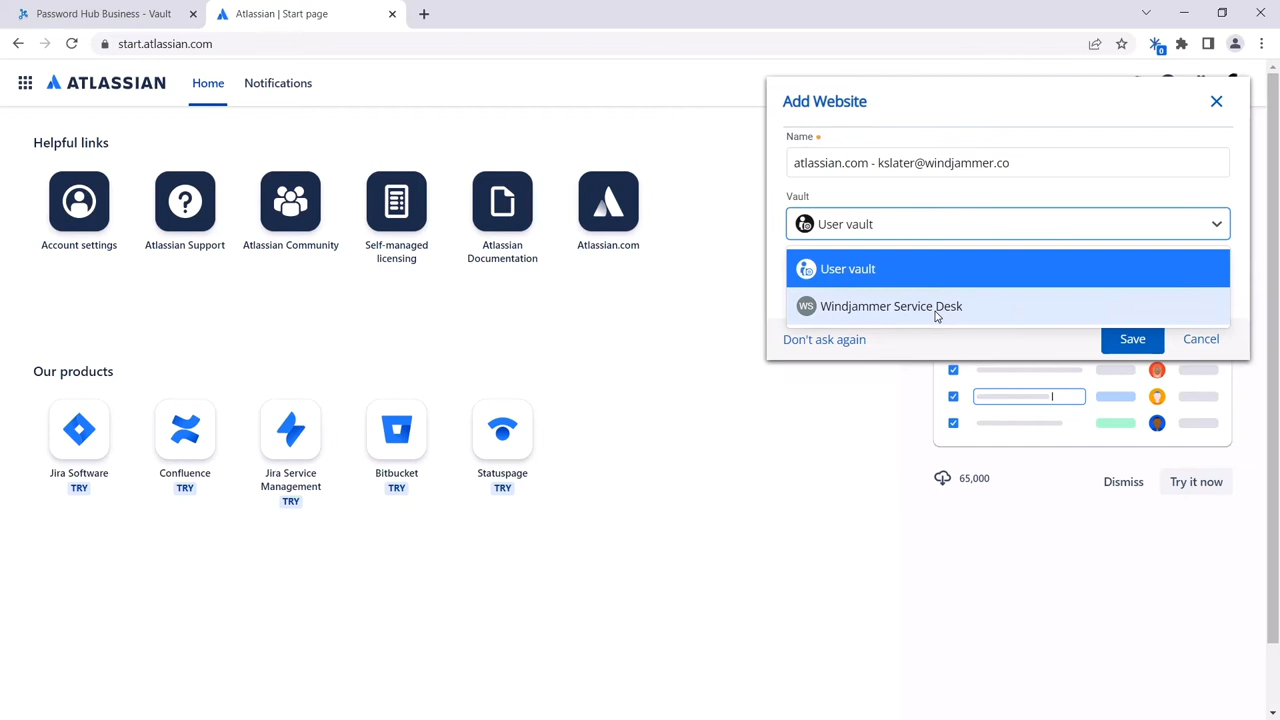 Password Hub Business - Vault
Atlassian | Start page
start.atlassian.com
0
ATLASSIAN
Home
Notifications
Helpful links
Account settings
Atlassian Support
Atlassian Community
Self-managed
licensing
Atlassian
Documentation
Atlassian.com
Our products
Jira Software
TRY
Confluence
TRY
Jira Service
Management
TRY
Bitbucket
TRY
Statuspage
TRY
Add Website
Name
atlassian.com - kslater@windjammer.co
Vault
User vault
User vault
WS Windjammer Service Desk
Don't ask again
Save
Cancel
65,000
Dismiss
Try it now